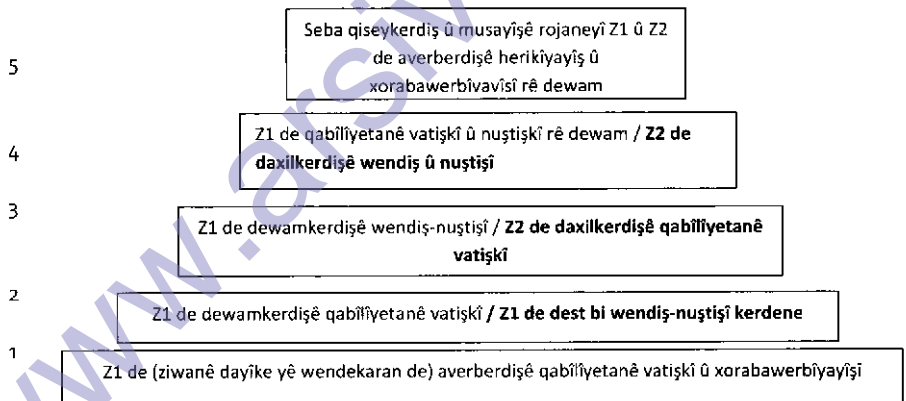 5
Seba qiseykerdiş û musayîşê rojaneyî Z1 û Z2
de averberdişê herikîyayîş û
xorabawerbîyayîşî rê dewam
4
Z1 de qabîlîyetanê vatişkî û nuştişkî rê dewam / Z2 de
daxilkerdişê wendiş û nuştişî
3
Z1 de dewamkerdişê wendiş-nuştişî / Z2 de daxilkerdişê qabîlîyetanê
vatişkî
2
Z1 de dewamkerdişê qabîlîyetanê vatişkî / Z1 de dest bi wendiş-nuştişî kerdene
1
Z1 de (ziwanê dayîke yê wendekaran de) averberdişê qabîlîyetanê vatişkî û xorabawerbîyayîşî
www.arsiv